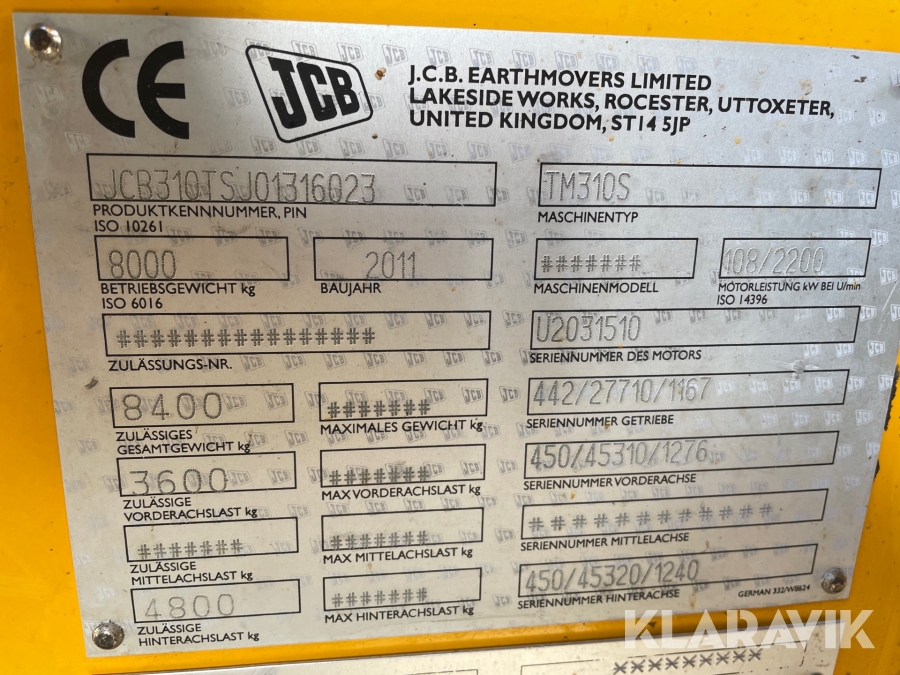 CE
JCB
J.C.B. EARTHMOVERS LIMITED
LAKESIDE WORKS, ROCESTER, UTTOXETER,
UNITED KINGDOM, ST14 5JP
JCB310TSJ01316023
PRODUKTKENNNUMMER, PIN
ISO 10261
TM310S
MASCHINENTYP
8000
BETRIEBSGEWICHT kg
ISO 6016
2011
BAUJAHR
#######
MASCHINENMODELL
108/2200
MOTORLEISTUNG kW BEI U/min
ISO 14396
###############
ZULÄSSUNGS-NR.
U2031510
SERIENNUMMER DES MOTORS
8400
ZULÄSSIGES
GESAMTGEWICHT kg
#######
MAXIMALES GEWICHT kg
442/27710/1167
SERIENNUMMER GETRIEBE
3600
ZULÄSSIGE
VORDERACHSLAST kg
#######
MAX VORDERACHSLAST kg
450/45310/1276
SERIENNUMMER VORDERACHSE
#######
ZULÄSSIGE
MITTELACHSLAST kg
#######
MAX MITTELACHSLAST kg
############
SERIENNUMMER MITTLELACHSE
4800
ZULÄSSIGE
HINTERACHSLAST kg
#######
MAX HINTERACHSLAST kg
450/45320/1240
SERIENNUMMER HINTERACHSE
GERMAN 332/W8624
KLARAVIK
*********